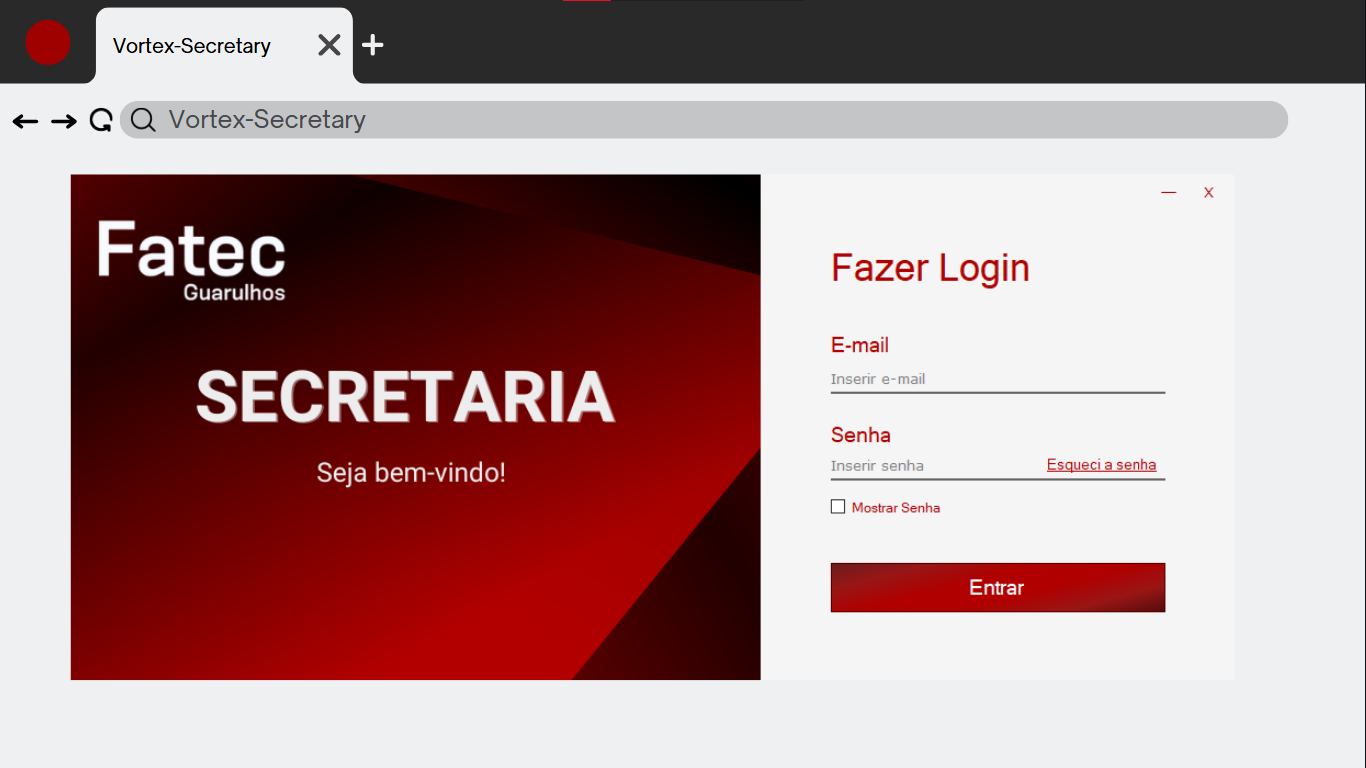 Vortex-Secretary
Vortex-Secretary
Fatec
Guarulhos
SECRETARIA
Seja bem-vindo!
X
Fazer Login
E-mail
Inserir e-mail
Senha
Inserir senha Esqueci a senha
Mostrar Senha
Entrar